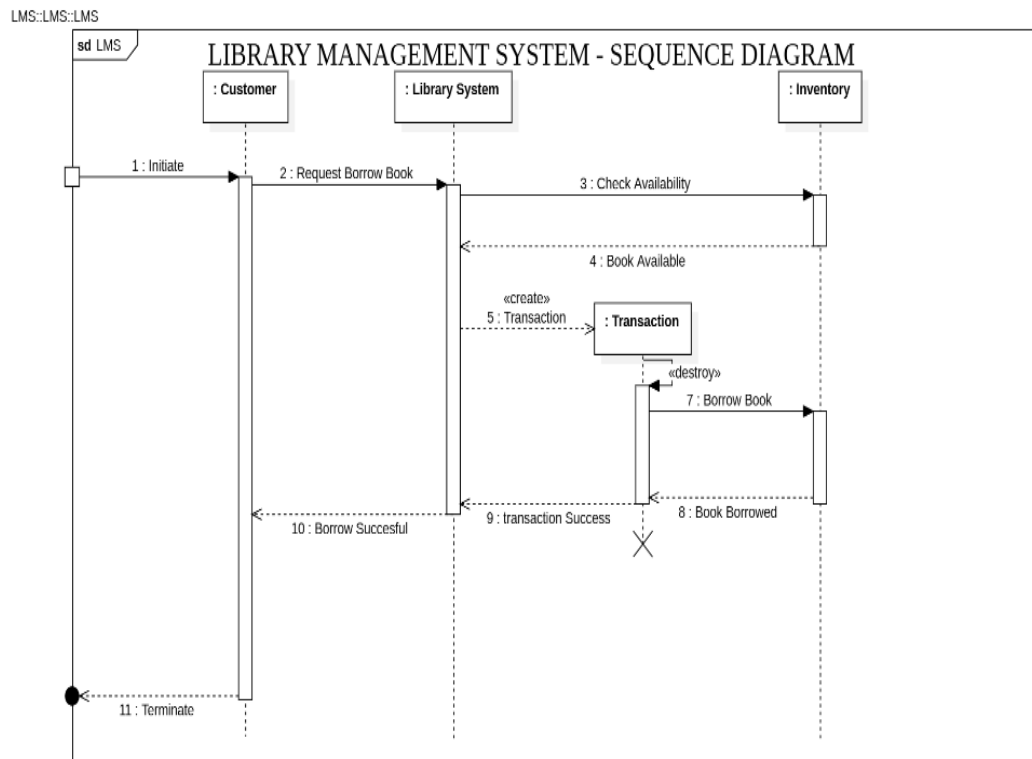 LMS::LMS::LMS
sd LMS
LIBRARY MANAGEMENT SYSTEM - SEQUENCE DIAGRAM
: Customer
: Library System
: Inventory
1 : Initiate
2 : Request Borrow Book
3 : Check Availability
4 : Book Available
«create»
5 : Transaction
: Transaction
«destroy»
7 : Borrow Book
8 : Book Borrowed
9 : transaction Success
10 : Borrow Succesful
11 : Terminate